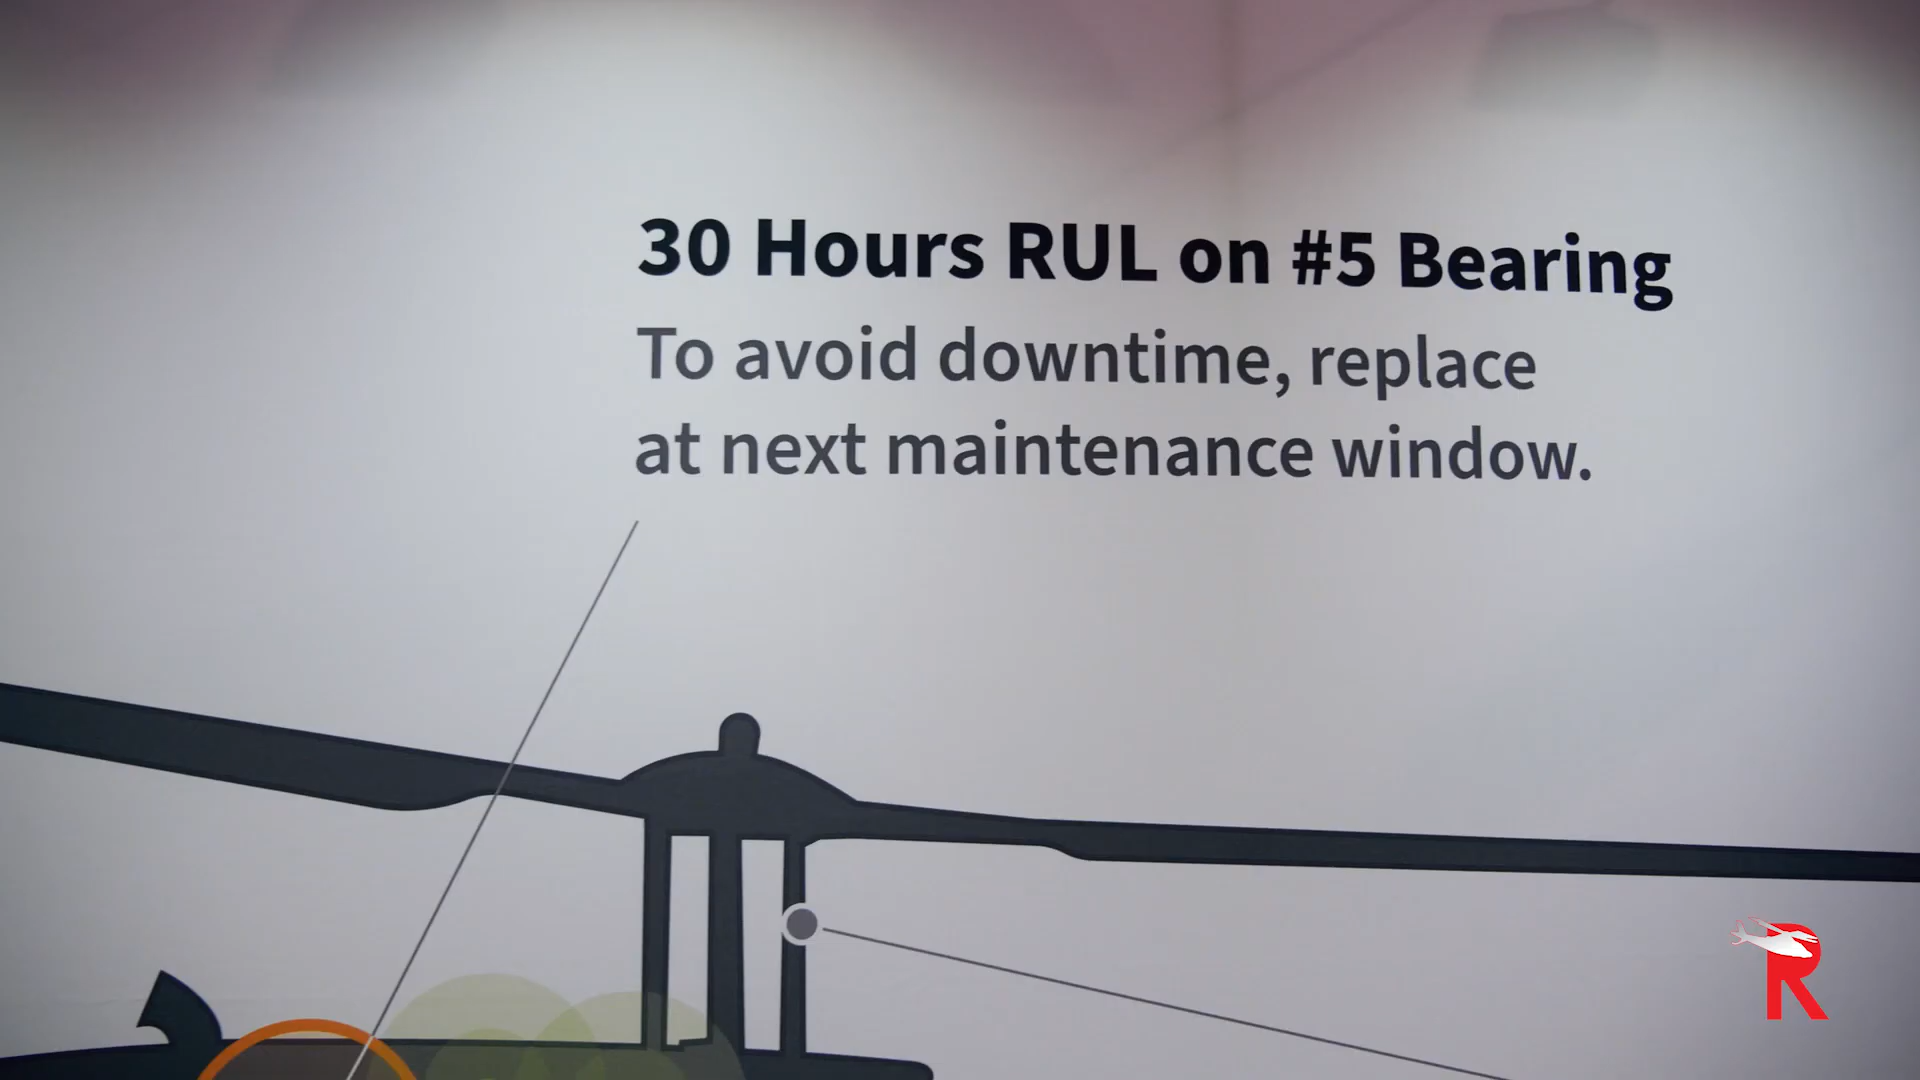 30 Hours RUL on #5 Bearing
To avoid downtime, replace
at next maintenance window.
R